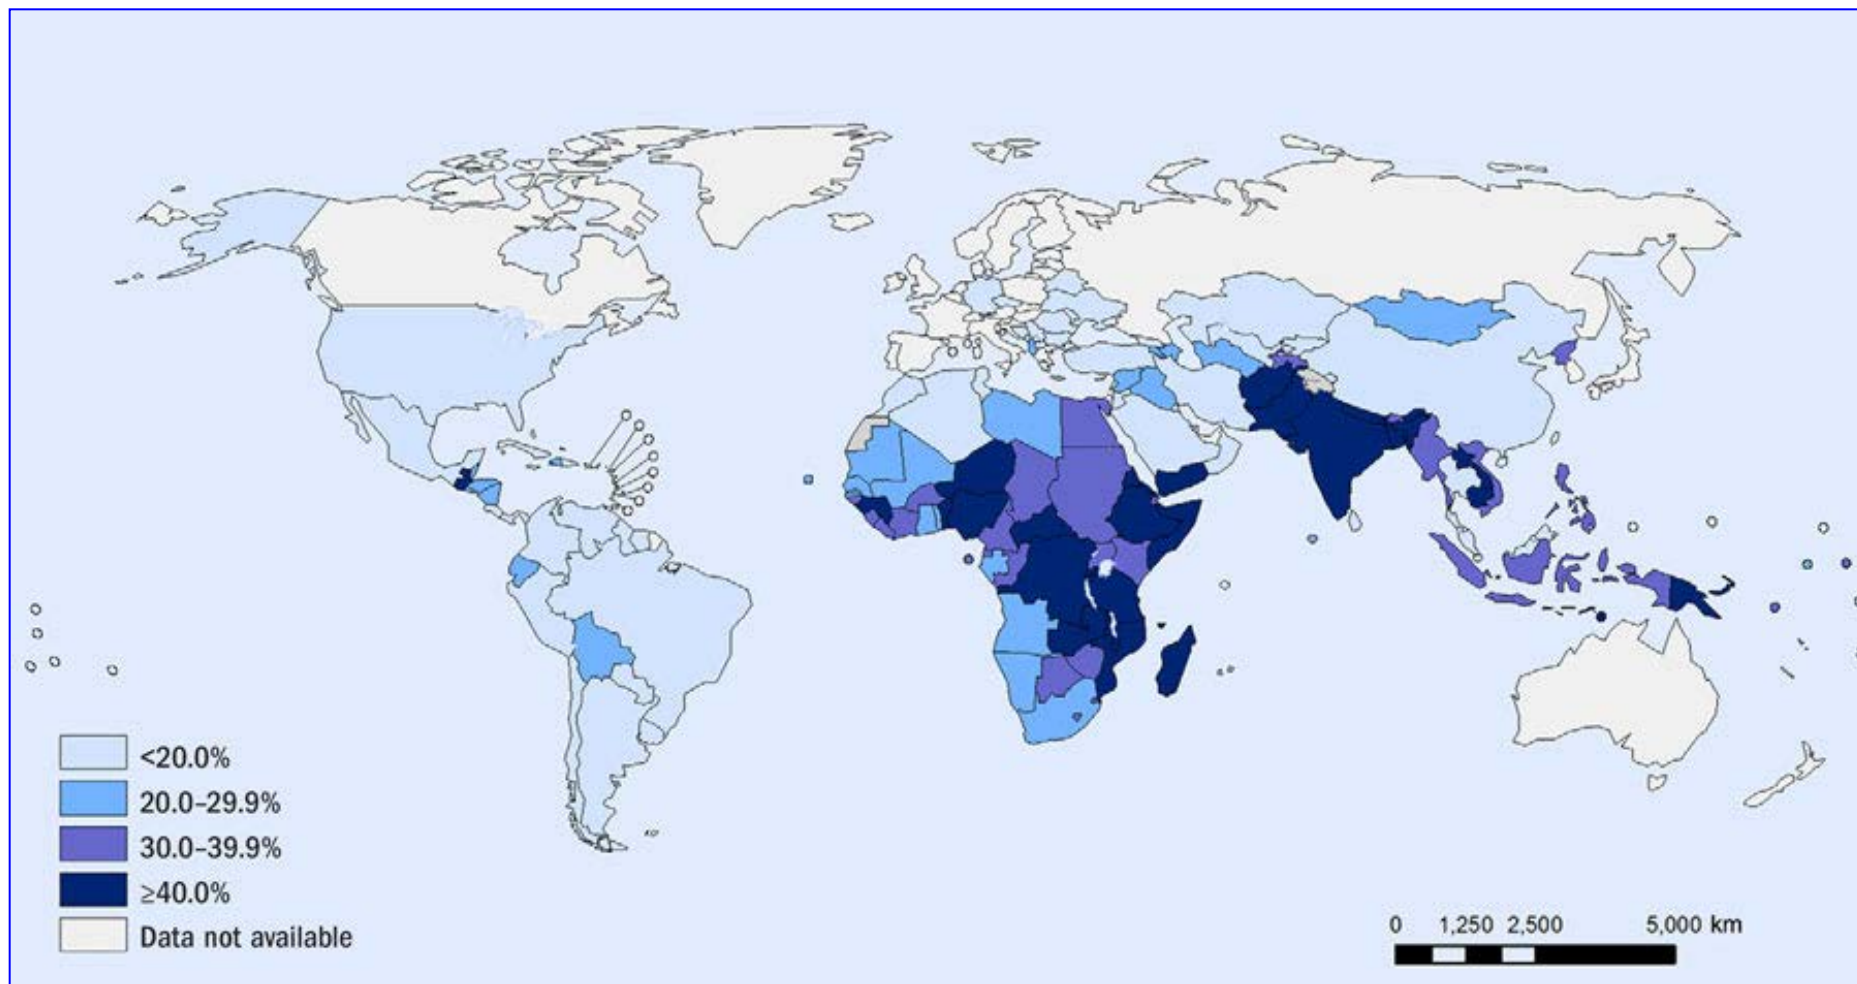 <20.0%
20.0–29.9%
30.0–39.9%
≥40.0%
Data not available
0 1,250 2,500 5,000 km